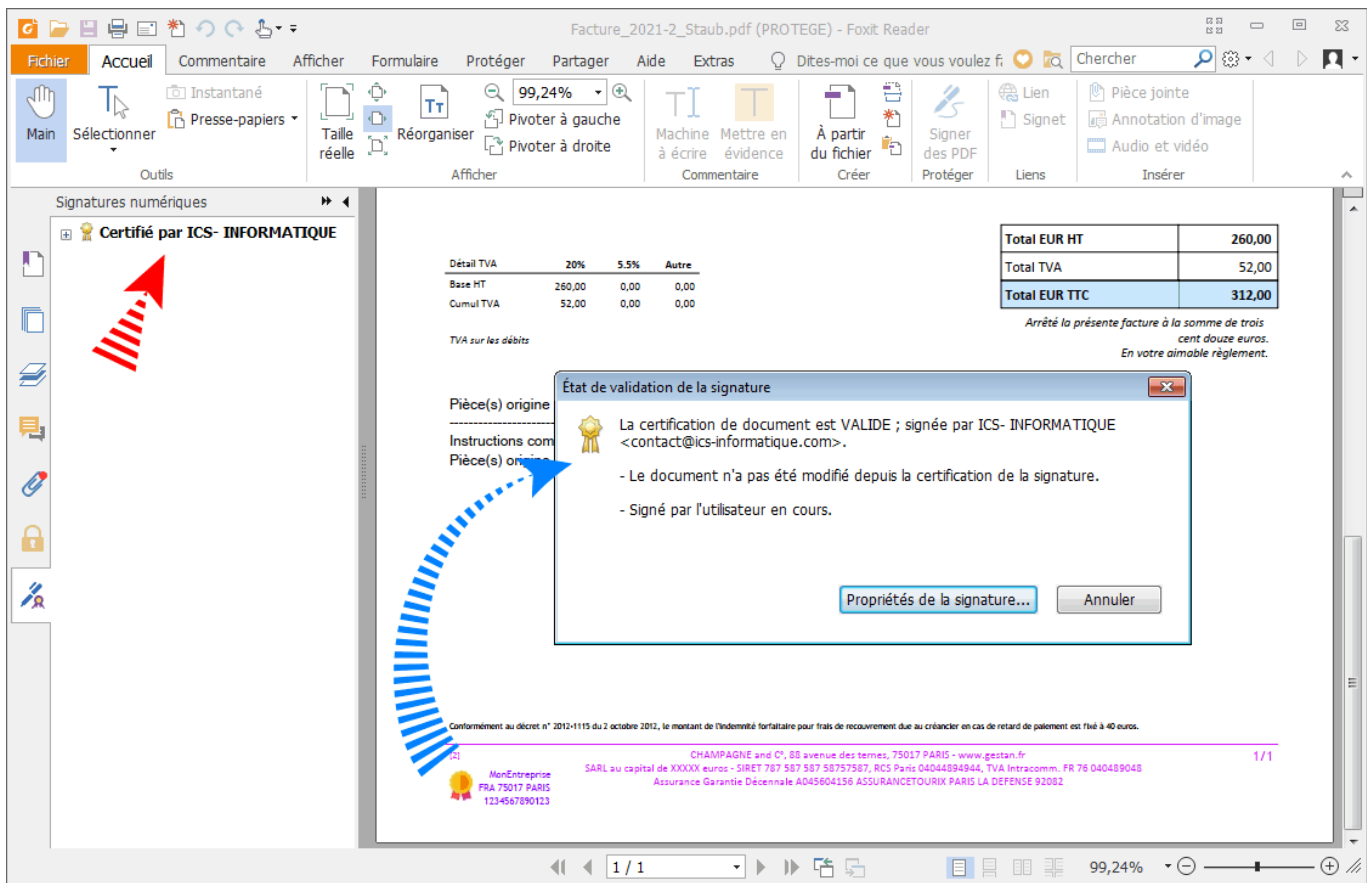 Facture_2021-2_Staub.pdf (PROTEGE) - Foxit Reader
Fichier Accueil Commentaire Afficher Formulaire Protéger Partager Aide Extras Dites-moi ce que vous voulez f: Chercher
Main
Sélectionner
Instantané
Presse-papiers
Outils
Taille réelle
Réorganiser
99,24%
Pivoter à gauche
Pivoter à droite
Afficher
Machine à écrire
Mettre en évidence
Commentaire
À partir du fichier
Créer
Signer des PDF
Protéger
Lien
Signet
Liens
Pièce jointe
Annotation d'image
Audio et vidéo
Insérer
Signatures numériques
Certifié par ICS- INFORMATIQUE
Détail TVA 20% 5.5% Autre
Base HT 260,00 0,00 0,00
Cumul TVA 52,00 0,00 0,00
TVA sur les débits
Total EUR HT 260,00
Total TVA 52,00
Total EUR TTC 312,00
Arrêté la présente facture à la somme de trois
cent douze euros.
En votre aimable règlement.
Pièce(s) origine
Instructions com
Pièce(s) origine
État de validation de la signature
La certification de document est VALIDE ; signée par ICS- INFORMATIQUE
<contact@ics-informatique.com>.
- Le document n'a pas été modifié depuis la certification de la signature.
- Signé par l'utilisateur en cours.
Propriétés de la signature... Annuler
Conformément au décret n° 2012-1115 du 2 octobre 2012, le montant de l'indemnité forfaitaire pour frais de recouvrement due au créancier en cas de retard de paiement est fixé à 40 euros.
[2]
MonEntreprise
FRA 75017 PARIS
1234567890123
CHAMPAGNE and C°, 88 avenue des ternes, 75017 PARIS - www.gestan.fr
SARL au capital de XXXXX euros - SIRET 787 587 587 58757587, RCS Paris 04044894944, TVA Intracomm. FR 76 040489048
Assurance Garantie Décennale A045604156 ASSURANCETOURIX PARIS LA DEFENSE 92082
1/1
1 / 1
99,24%